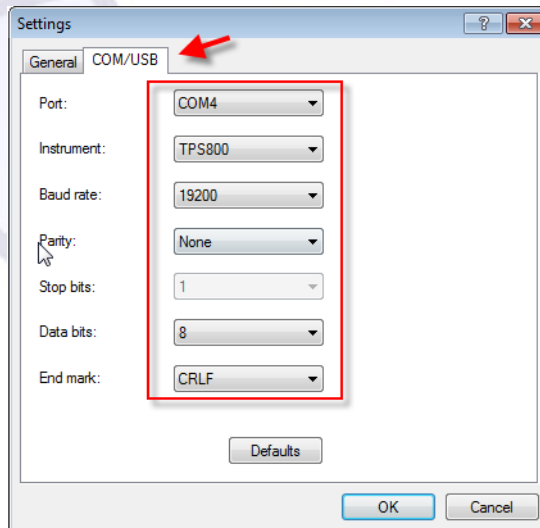 Settings
General COM/USB
Port: COM4
Instrument: TPS800
Baud rate: 19200
Parity: None
Stop bits: 1
Data bits: 8
End mark: CRLF
Defaults
OK Cancel